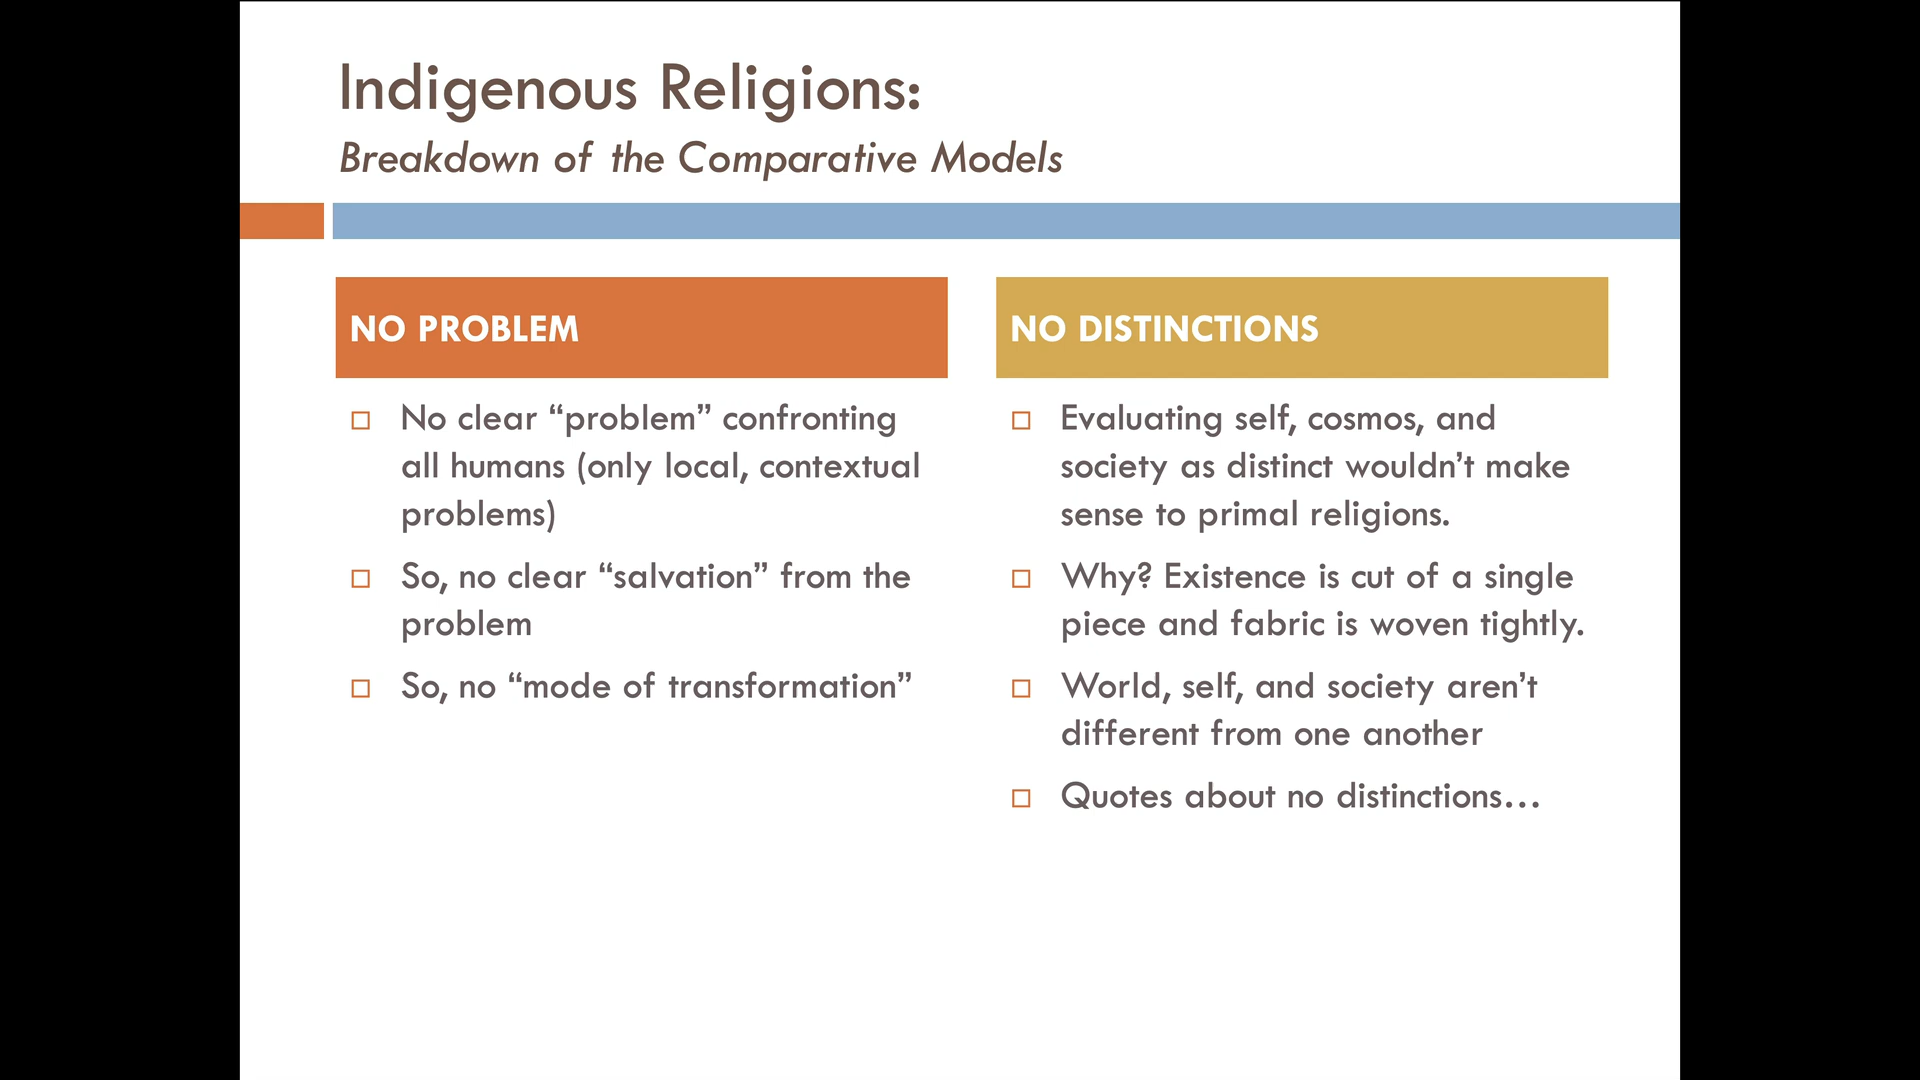 Indigenous Religions:
Breakdown of the Comparative Models
NO PROBLEM
No clear “problem” confronting
all humans (only local, contextual
problems)
So, no clear “salvation” from the
problem
So, no “mode of transformation”
NO DISTINCTIONS
Evaluating self, cosmos, and
society as distinct wouldn’t make
sense to primal religions.
Why? Existence is cut of a single
piece and fabric is woven tightly.
World, self, and society aren’t
different from one another
Quotes about no distinctions…